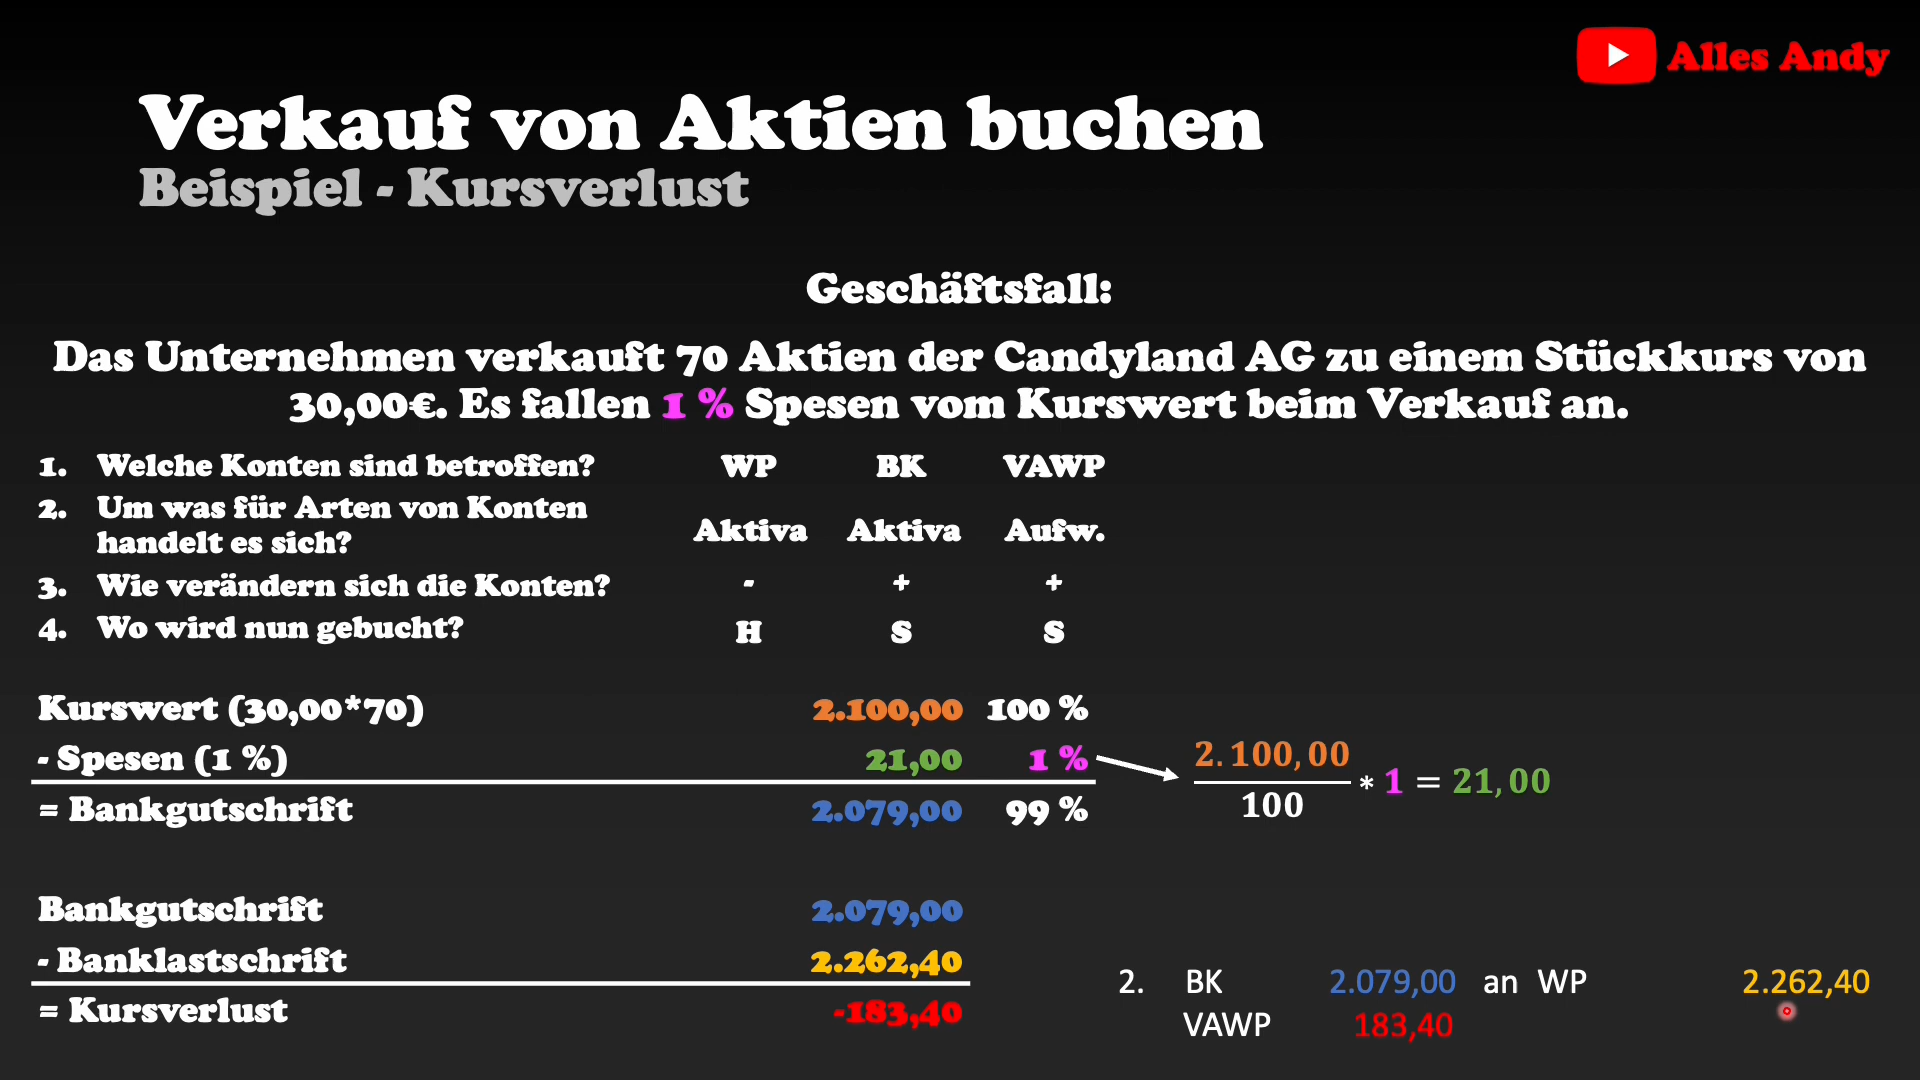 Alles Andy
Verkauf von Aktien buchen
Beispiel - Kursverlust
Geschäftsfall:
Das Unternehmen verkauft 70 Aktien der Candyland AG zu einem Stückkurs von
30,00€. Es fallen 1 % Spesen vom Kurswert beim Verkauf an.
1. Welche Konten sind betroffen? WP BK VAWP
2. Um was für Arten von Konten
handelt es sich? Aktiva Aktiva Aufw.
3. Wie verändern sich die Konten? - + +
4. Wo wird nun gebucht? H S S
Kurswert (30,00*70) 2.100,00 100 %
- Spesen (1 %) 21,00 1 %
= Bankgutschrift 2.079,00 99 %
2.100,00
100
* 1 = 21,00
Bankgutschrift 2.079,00
- Banklastschrift 2.262,40
= Kursverlust -183,40
2. BK 2.079,00 an WP 2.262,40
VAWP 183,40